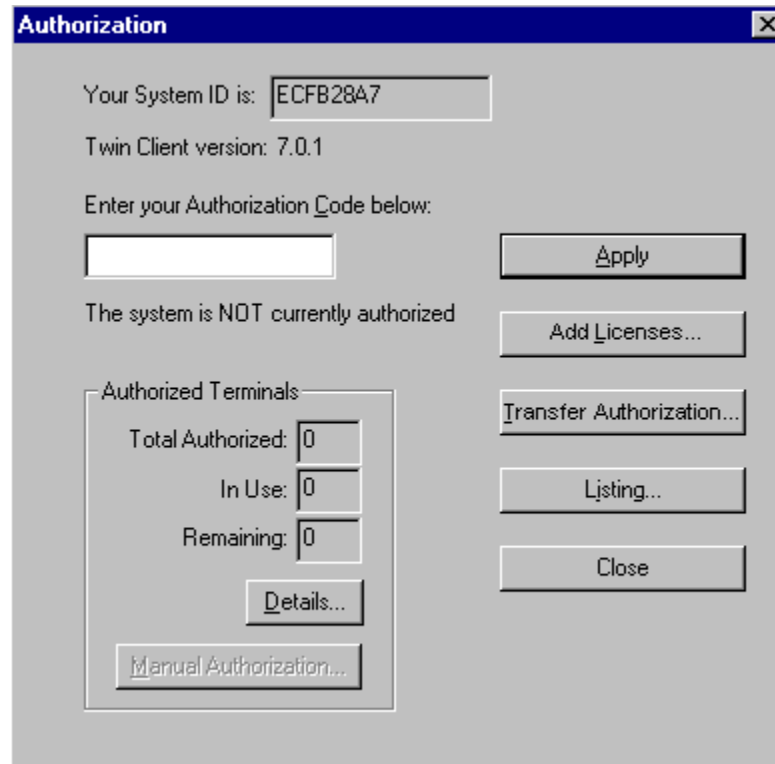 Authorization
Your System ID is: ECFB28A7
Twin Client version: 7.0.1
Enter your Authorization Code below:
Apply
The system is NOT currently authorized
Add Licenses...
Authorized Terminals
Transfer Authorization...
Total Authorized: 0
In Use: 0
Listing...
Remaining: 0
Close
Details...
Manual Authorization...